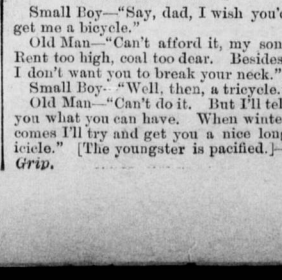 Small Boy—"Say, dad, I wish you'd
get me a bicycle."
Old Man—"Can't afford it, my son.
Rent too high, coal too dear. Besides
I don't want you to break your neck."
Small Boy—"Well, then, a tricycle."
Old Man—"Can't do it. But I'll tell
you what you can have. When winter
comes I'll try and get you a nice long
icicle." [The youngster is pacified.]—
Grip.